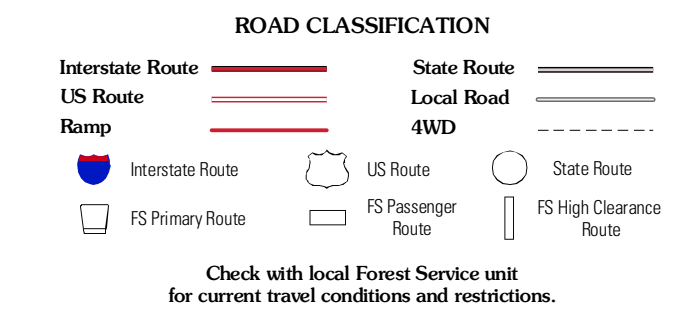 ROAD CLASSIFICATION
Interstate Route State Route
US Route Local Road
Ramp 4WD
Interstate Route US Route State Route
FS Primary Route FS Passenger Route FS High Clearance Route
Check with local Forest Service unit
for current travel conditions and restrictions.